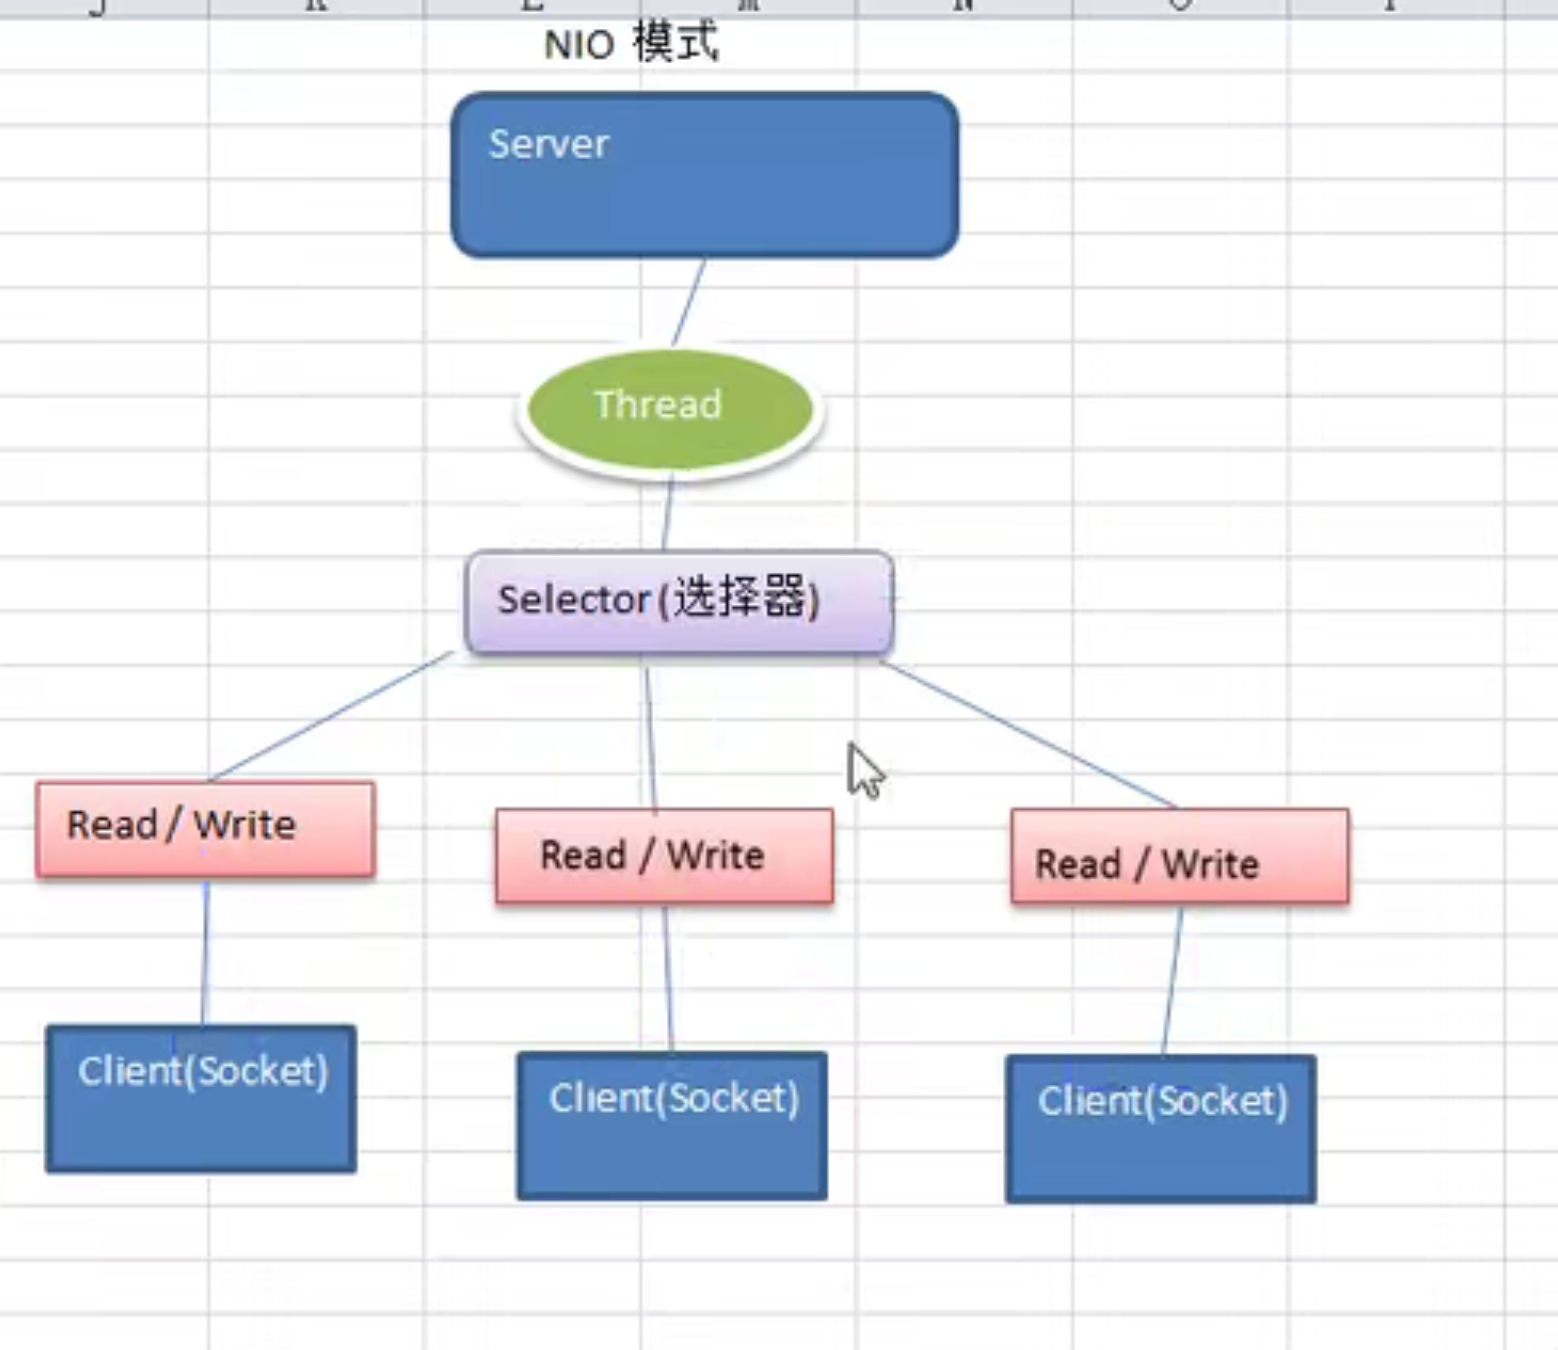 NIO 模式
Server
Thread
Selector(选择器)
Read / Write
Read / Write
Read / Write
Client(Socket)
Client(Socket)
Client(Socket)